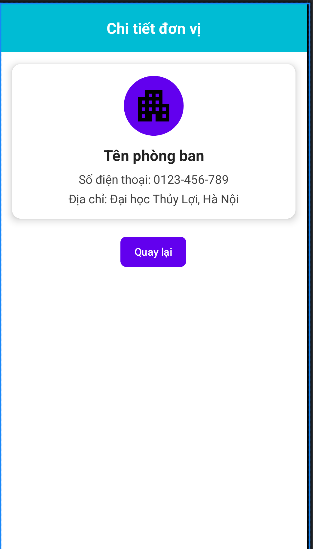 Chi tiết đơn vị
Tên phòng ban
Số điện thoại: 0123-456-789
Địa chỉ: Đại học Thủy Lợi, Hà Nội
Quay lại